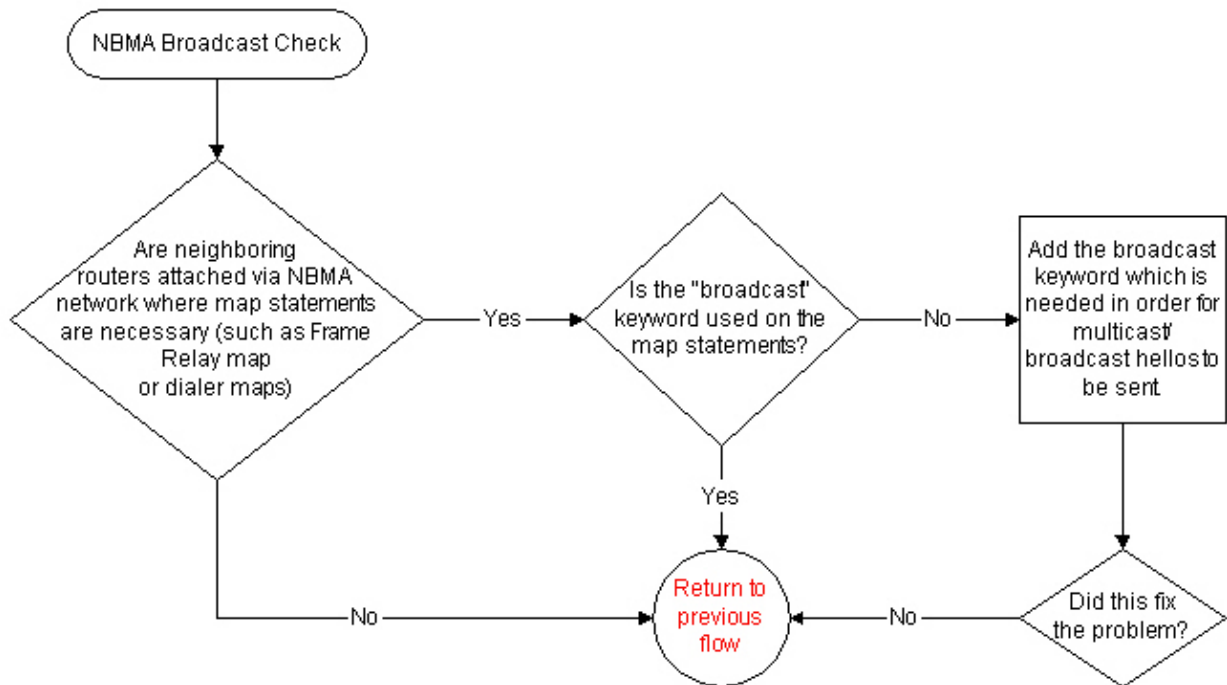 NBMA Broadcast Check
Are neighboring
routers attached via NBMA
network where map statements
are necessary (such as Frame
Relay map
or dialer maps)
Yes
Is the "broadcast"
keyword used on the
map statements?
No
Add the broadcast
keyword which is
needed in order for
multicast/
broadcast hellos to
be sent.
Yes
No
Return to
previous
flow
No
Did this fix
the problem?